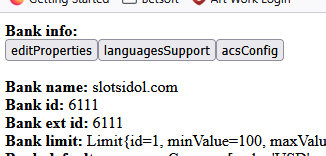 Getting Started Betsoft Art Work Login
Bank info:
editProperties languagesSupport acsConfig
Bank name: slotsidol.com
Bank id: 6111
Bank ext id: 6111
Bank limit: Limit{id=1, minValue=100, maxValu